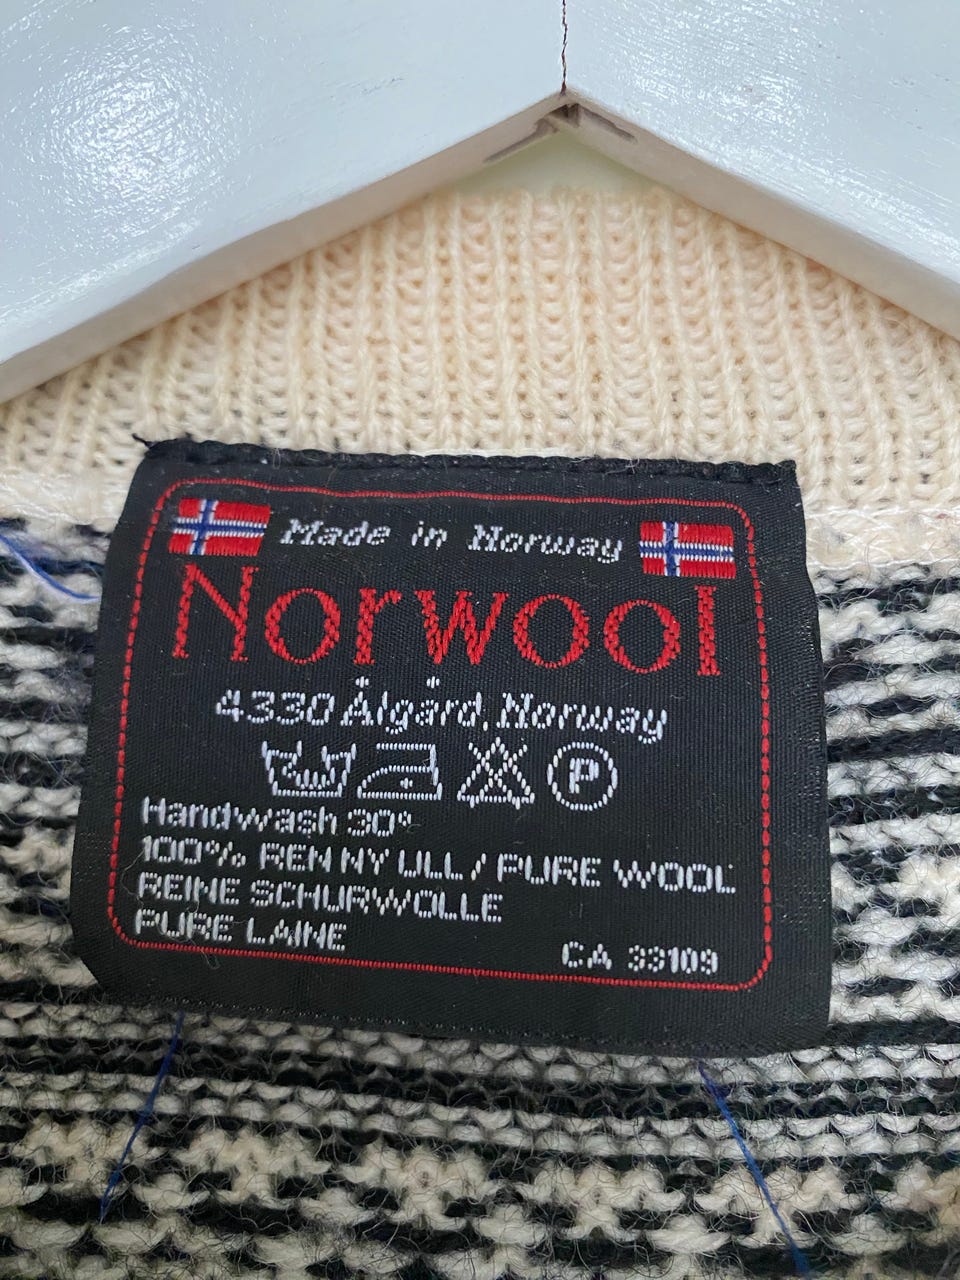 Made in Norway
Norwool
4330 Ålgård, Norway
P
Handwash 30°
100% REN NY ULL / PURE WOOL
REINE SCHURWOLLE
PURE LAINE
CA 33109